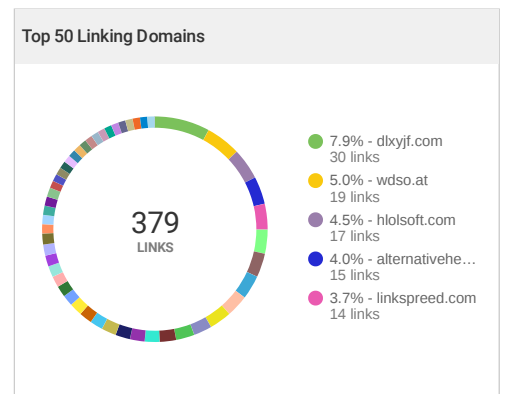 Top 50 Linking Domains
379
LINKS
7.9% - dlxyjf.com
30 links
5.0% - wdso.at
19 links
4.5% - hlolsoft.com
17 links
4.0% - alternativehe…
15 links
3.7% - linkspreed.com
14 links